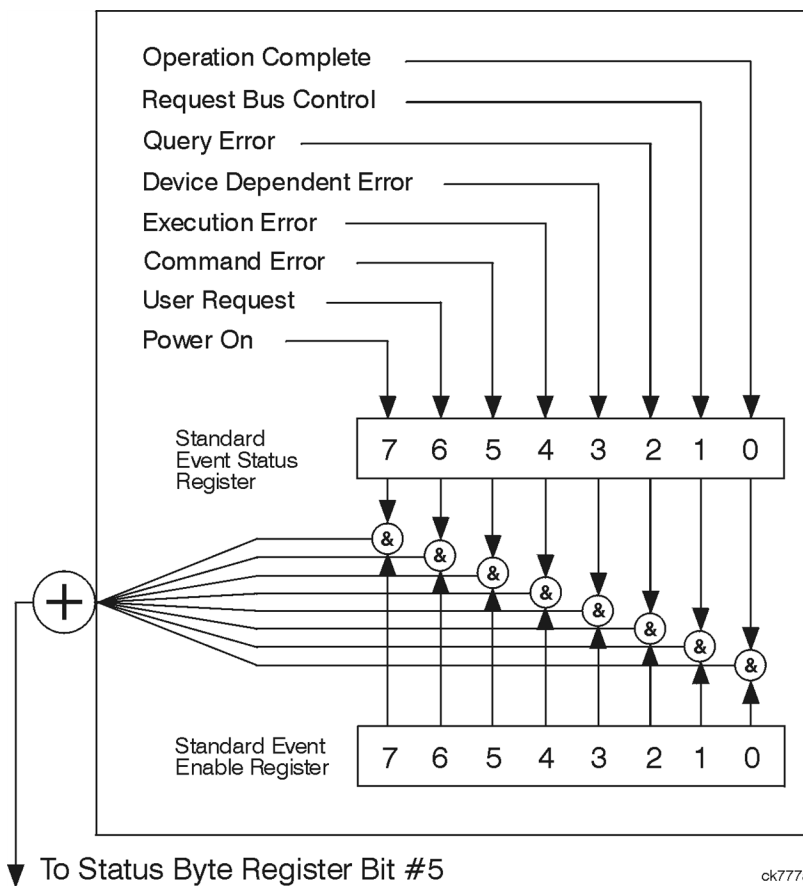 Operation Complete
Request Bus Control
Query Error
Device Dependent Error
Execution Error
Command Error
User Request
Power On
Standard
Event Status
Register
7 6 5 4 3 2 1 0
&
&
&
&
&
&
&
&
+
Standard Event
Enable Register
7 6 5 4 3 2 1 0
To Status Byte Register Bit #5